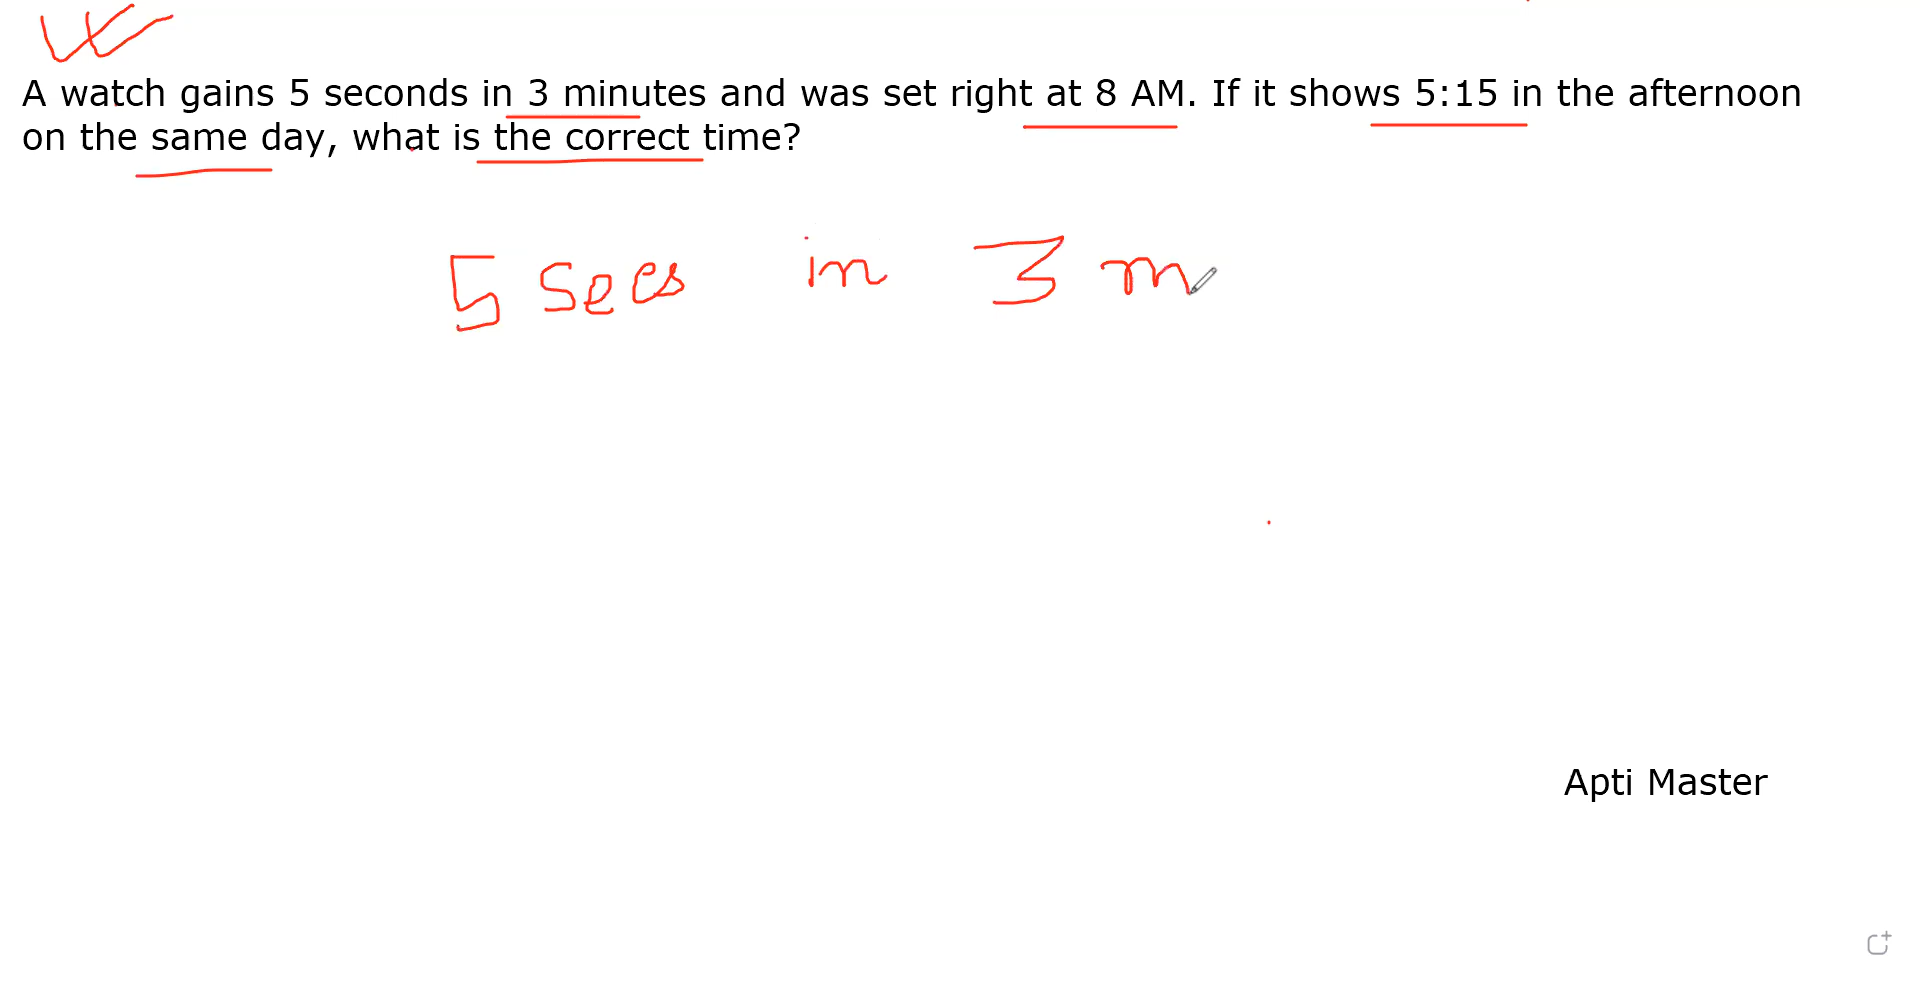 A watch gains 5 seconds in 3 minutes and was set right at 8 AM. If it shows 5:15 in the afternoon
on the same day, what is the correct time?
5 secs in 3 m
Apti Master